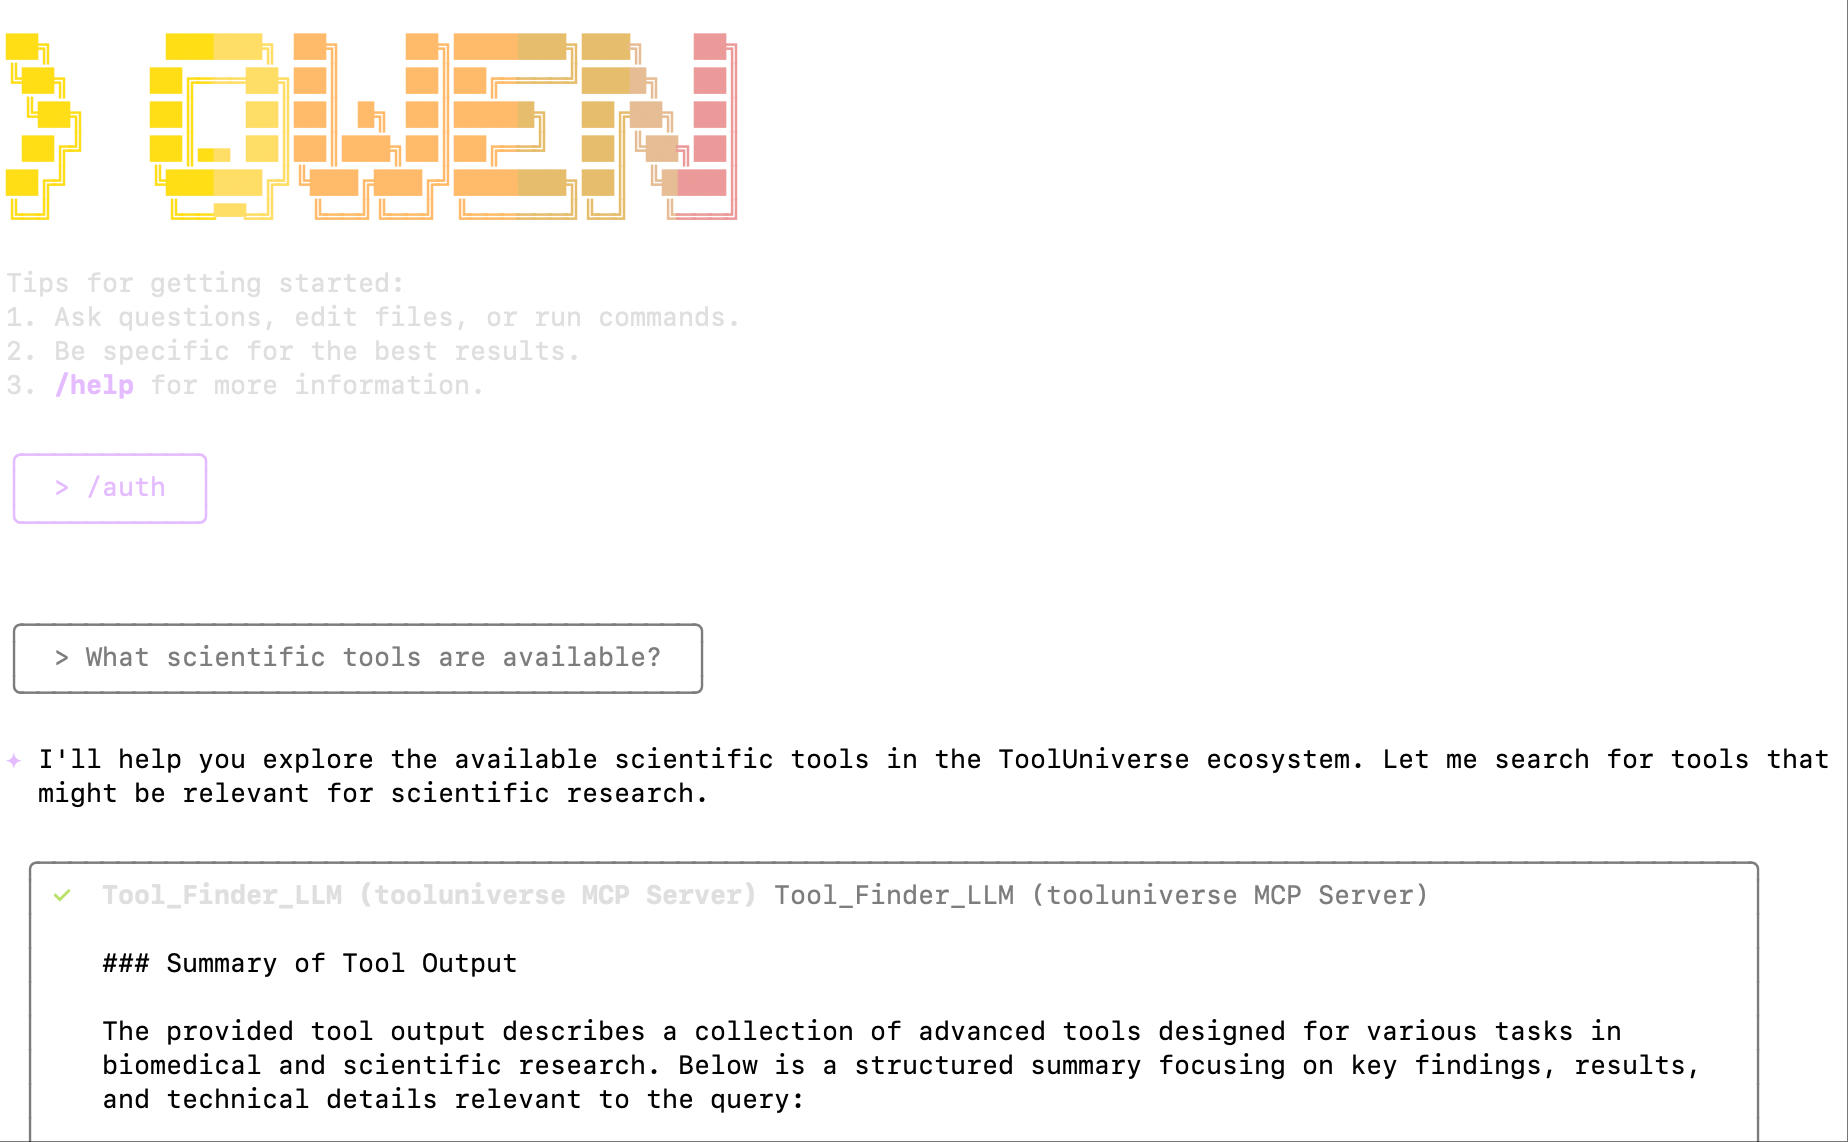 > QWEN
Tips for getting started:
1. Ask questions, edit files, or run commands.
2. Be specific for the best results.
3. /help for more information.
> /auth
> What scientific tools are available?
✦ I'll help you explore the available scientific tools in the ToolUniverse ecosystem. Let me search for tools that
might be relevant for scientific research.
✓ Tool_Finder_LLM (tooluniverse MCP Server) Tool_Finder_LLM (tooluniverse MCP Server)
### Summary of Tool Output
The provided tool output describes a collection of advanced tools designed for various tasks in
biomedical and scientific research. Below is a structured summary focusing on key findings, results,
and technical details relevant to the query: